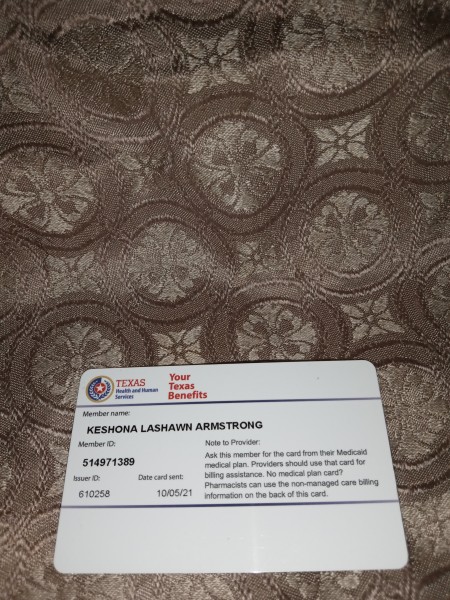 TEXAS
Health and Human
Services
Your
Texas
Benefits
Member name:
KESHONA LASHAWN ARMSTRONG
Member ID:
514971389
Issuer ID:
Date card sent:
610258
10/05/21
Note to Provider:
Ask this member for the card from their Medicaid
medical plan. Providers should use that card for
billing assistance. No medical plan card?
Pharmacists can use the non-managed care billing
information on the back of this card.